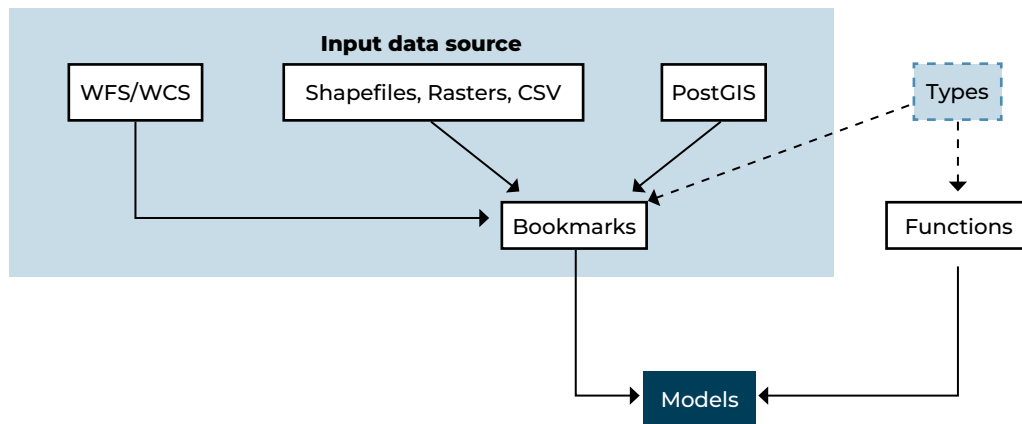 Input data source
WFS/WCS
Shapefiles, Rasters, CSV
PostGIS
Types
Bookmarks
Functions
Models